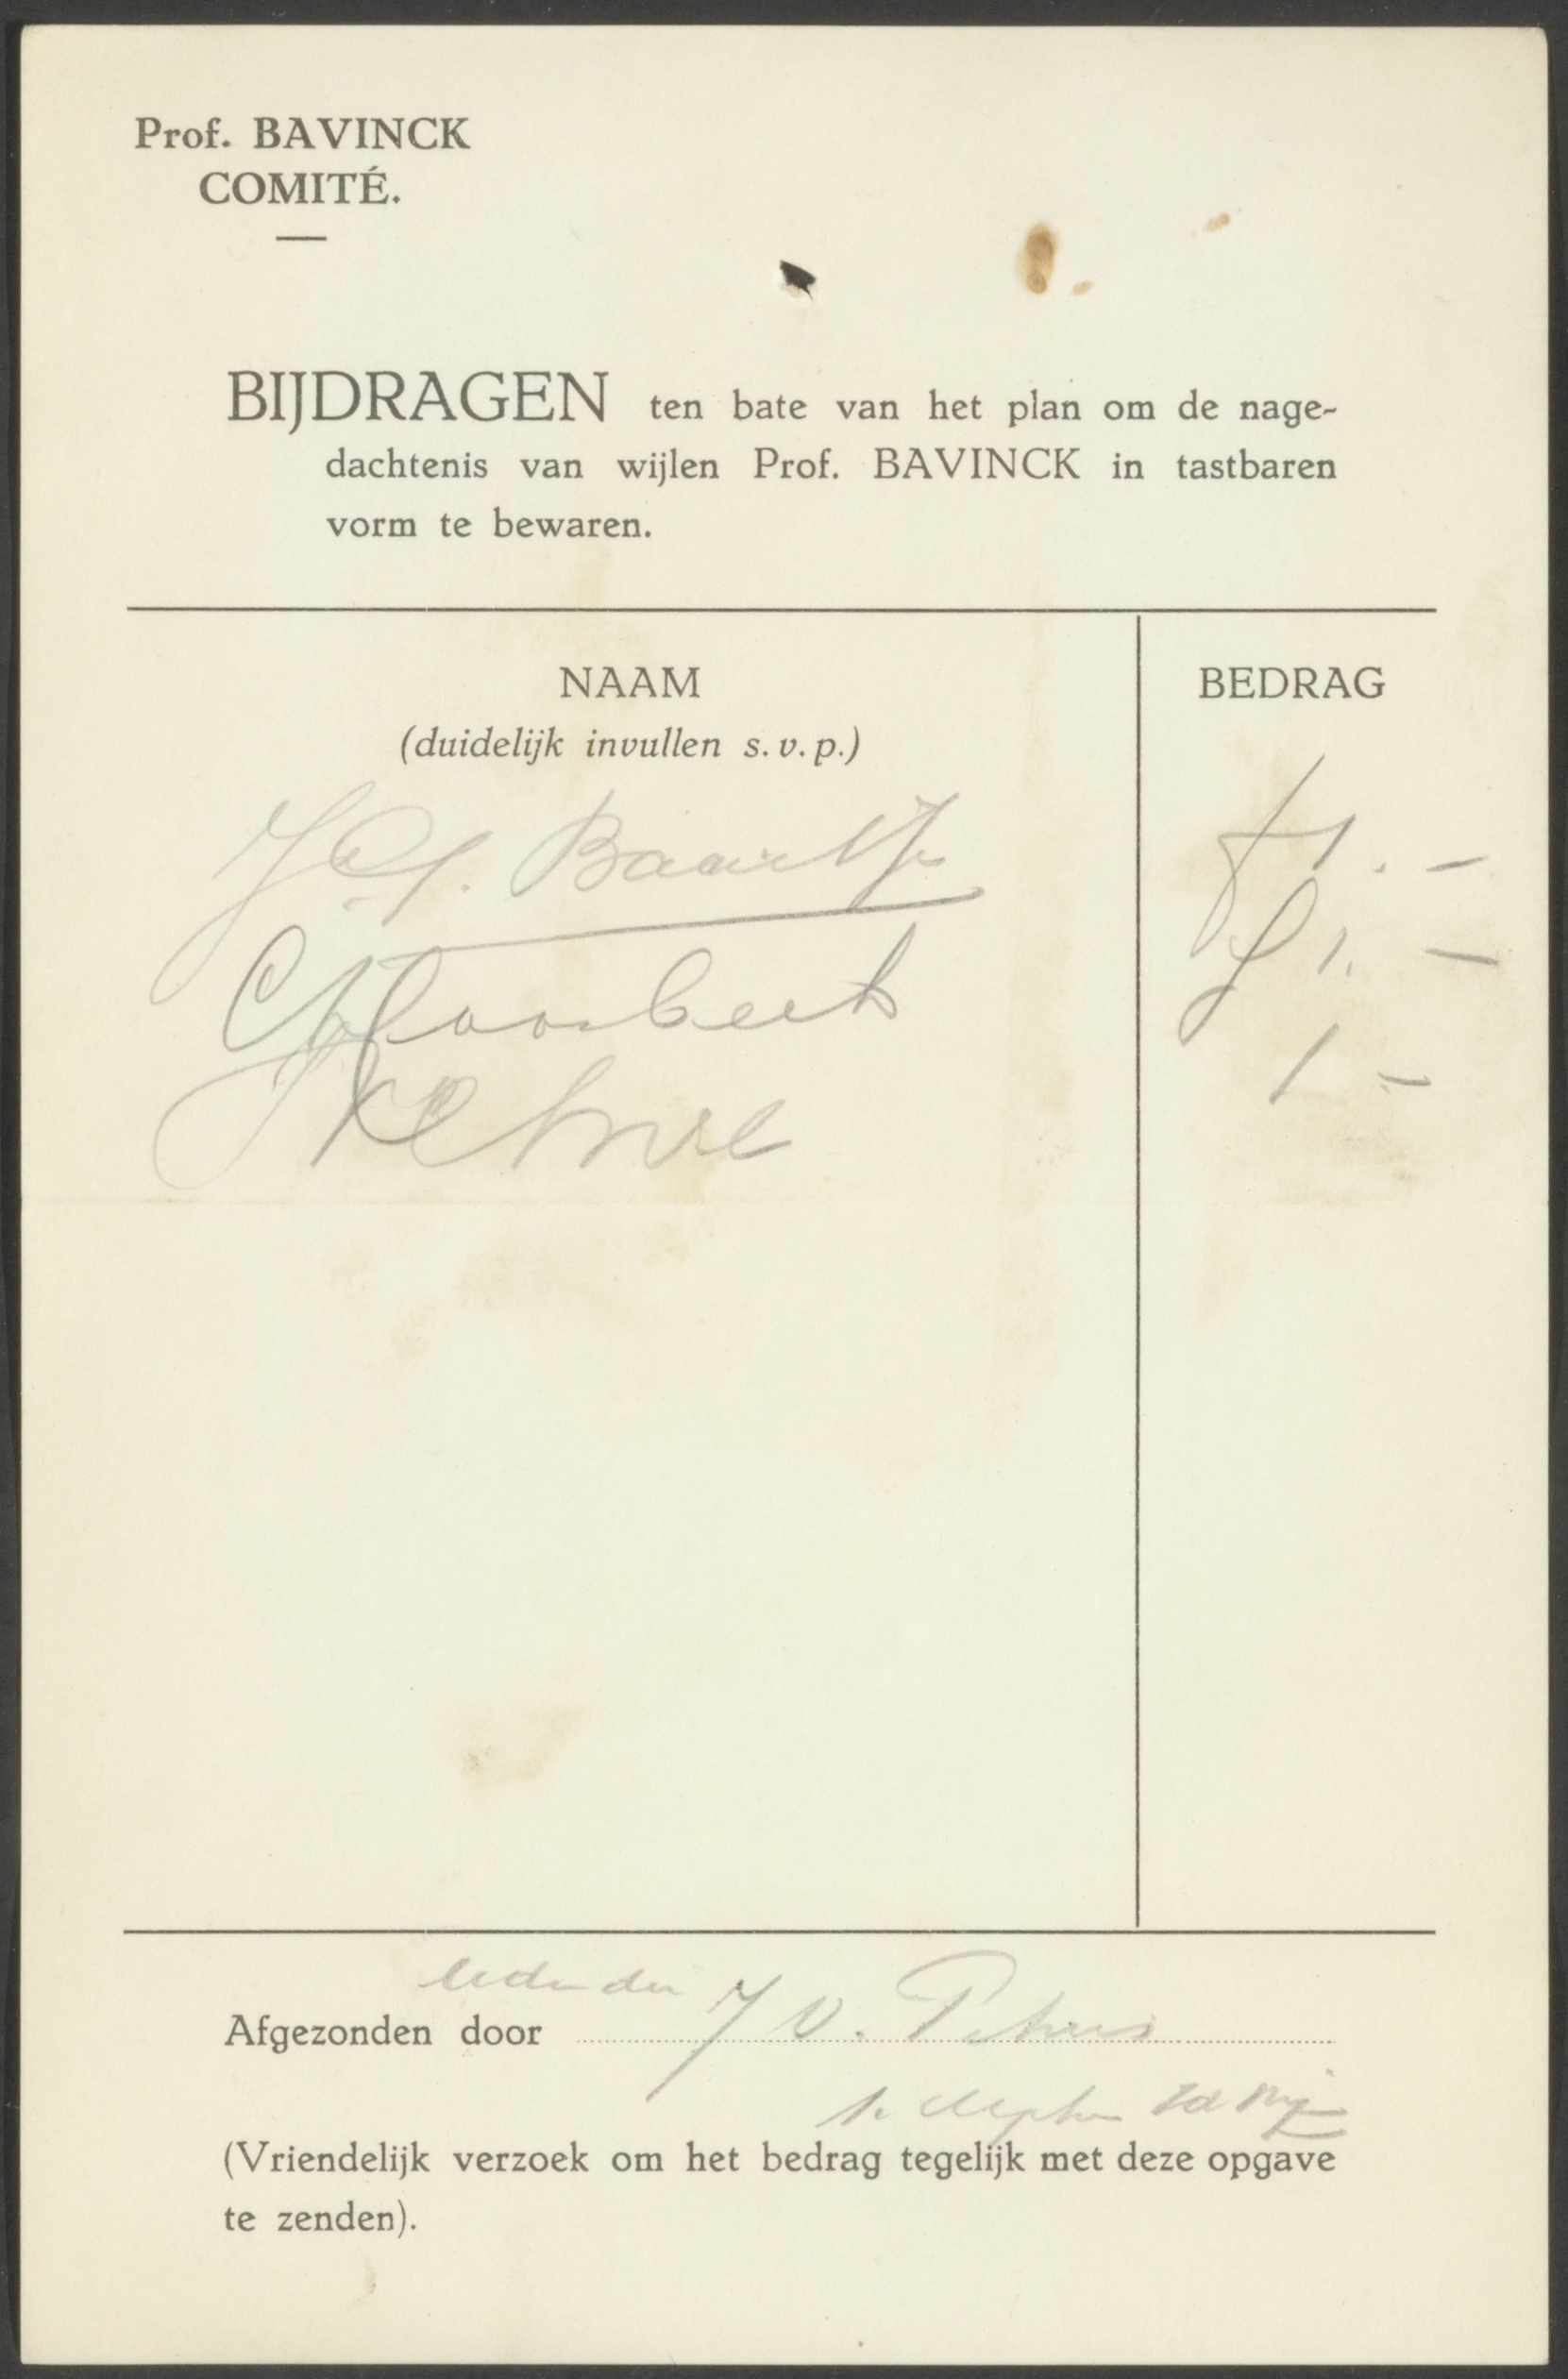 Prof. BAVINCK
COMITÉ.
BIJDRAGEN ten bate van het plan om de nage-
dachtenis van wijlen Prof. BAVINCK in tastbaren
vorm te bewaren.
NAAM BEDRAG
(duidelijk invullen s.v.p.)
Baartje f 1. -
f 1. -
1 -
Afgezonden door J V.
(Vriendelijk verzoek om het bedrag tegelijk met deze opgave
te zenden).